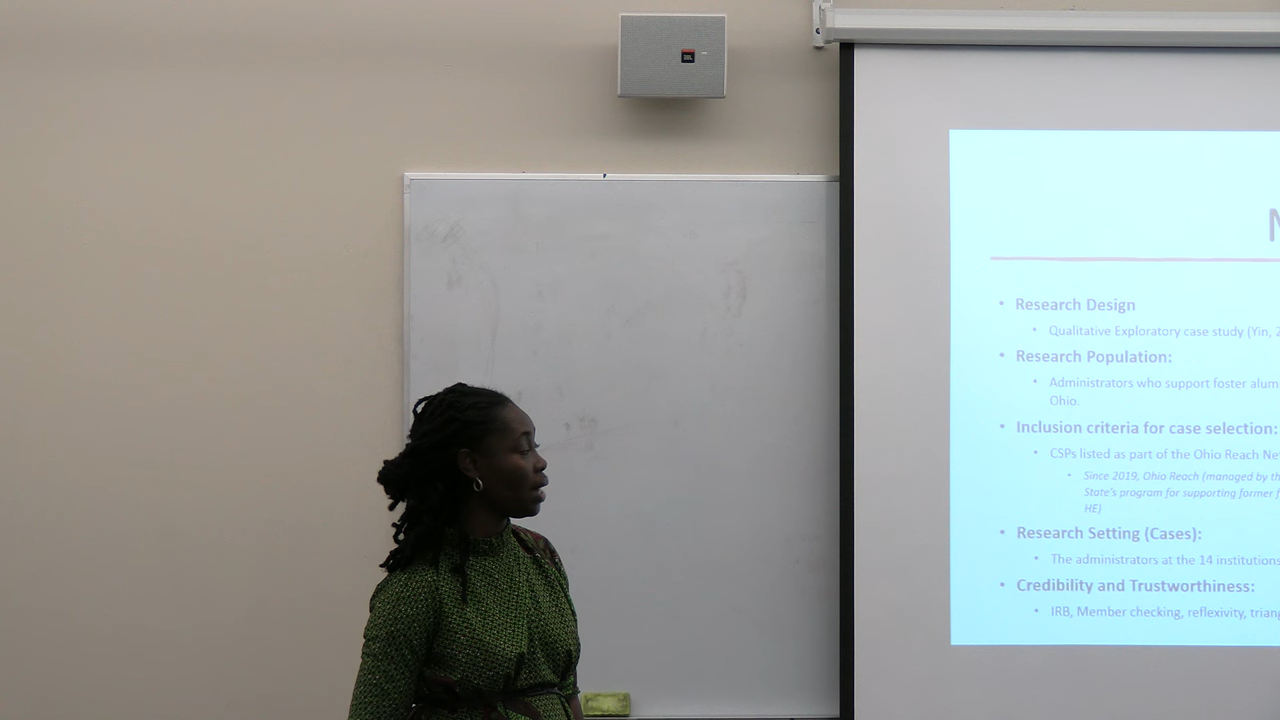 JBL
• Research Design
• Qualitative Exploratory case study (Yin, 2
• Research Population:
• Administrators who support foster alum
Ohio.
• Inclusion criteria for case selection:
• CSPs listed as part of the Ohio Reach Ne
• Since 2019, Ohio Reach (managed by th
State's program for supporting former f
HE)
• Research Setting (Cases):
• The administrators at the 14 institutions
• Credibility and Trustworthiness:
• IRB, Member checking, reflexivity, trian